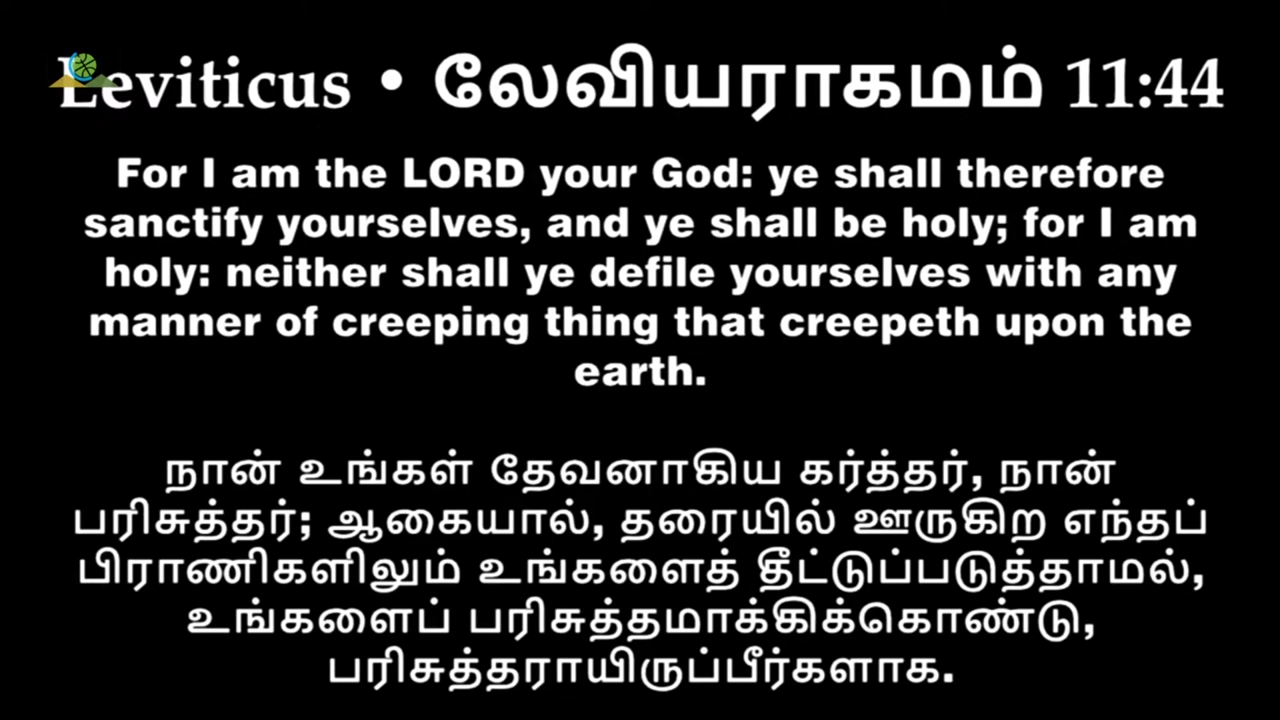 Leviticus • லேவியராகமம் 11:44
For I am the LORD your God: ye shall therefore
sanctify yourselves, and ye shall be holy; for I am
holy: neither shall ye defile yourselves with any
manner of creeping thing that creepeth upon the
earth.
நான் உங்கள் தேவனாகிய கர்த்தர், நான்
பரிசுத்தர்; ஆகையால், தரையில் ஊருகிற எந்தப்
பிராணிகளிலும் உங்களைத் தீட்டுப்படுத்தாமல்,
உங்களைப் பரிசுத்தமாக்கிக்கொண்டு,
பரிசுத்தராயிருப்பீர்களாக.